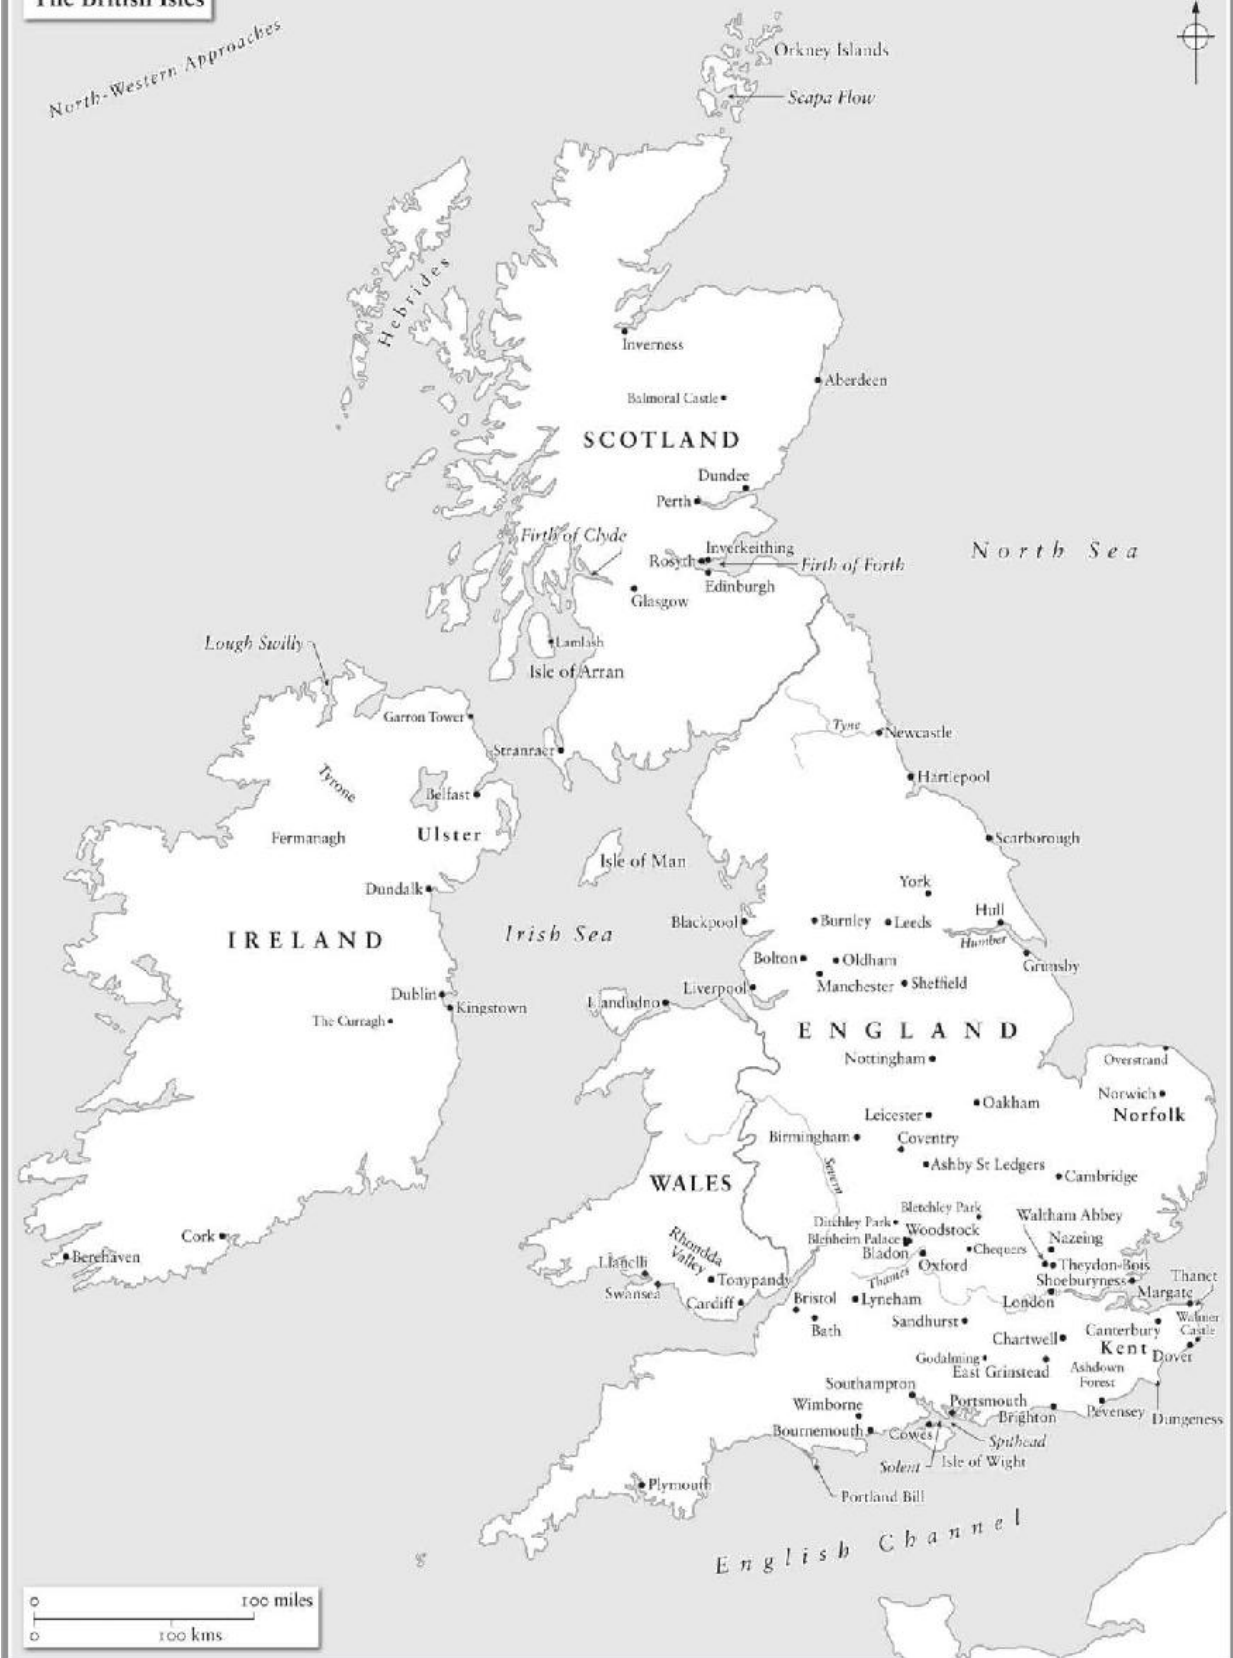 The British Isles
North-Western Approaches
Orkney Islands
Scapa Flow
Hebrides
Inverness
Aberdeen
Balmoral Castle
SCOTLAND
Dundee
Perth
Firth of Clyde
Inverkeithing
Rosyth
Firth of Forth
Edinburgh
Glasgow
North Sea
Lough Swilly
Lamlash
Isle of Arran
Garron Tower
Tyne
Newcastle
Stranraer
Tyrone
Hartlepool
Belfast
Fermanagh
Ulster
Scarborough
Isle of Man
York
Dundalk
Hull
Blackpool
Burnley
Leeds
IRELAND
Irish Sea
Humber
Bolton
Oldham
Grimsby
Liverpool
Manchester
Sheffield
Dublin
Llandudno
Kingstown
The Curragh
ENGLAND
Nottingham
Overstrand
Norwich
Oakham
Leicester
Norfolk
Birmingham
Coventry
Ashby St Ledgers
Severn
Cambridge
WALES
Bletchley Park
Waltham Abbey
Ditchley Park
Woodstock
Cork
Rhondda
Valley
Blenheim Palace
Nazeing
Bladon
Chequers
Berehaven
Llanelli
Oxford
Theydon-Bois
Tonypandy
Thames
Shoeburyness
Thanet
Swansea
Margate
Cardiff
Bristol
Lyneham
London
Bath
Sandhurst
Walmer
Castle
Canterbury
Chartwell
Kent
Dover
Godalming
East Grinstead
Ashdown
Forest
Southampton
Wimborne
Portsmouth
Brighton
Pevensey
Dungeness
Bournemouth
Cowes
Spithead
Solent
Isle of Wight
Plymouth
Portland Bill
English Channel
0 100 miles
0 100 kms